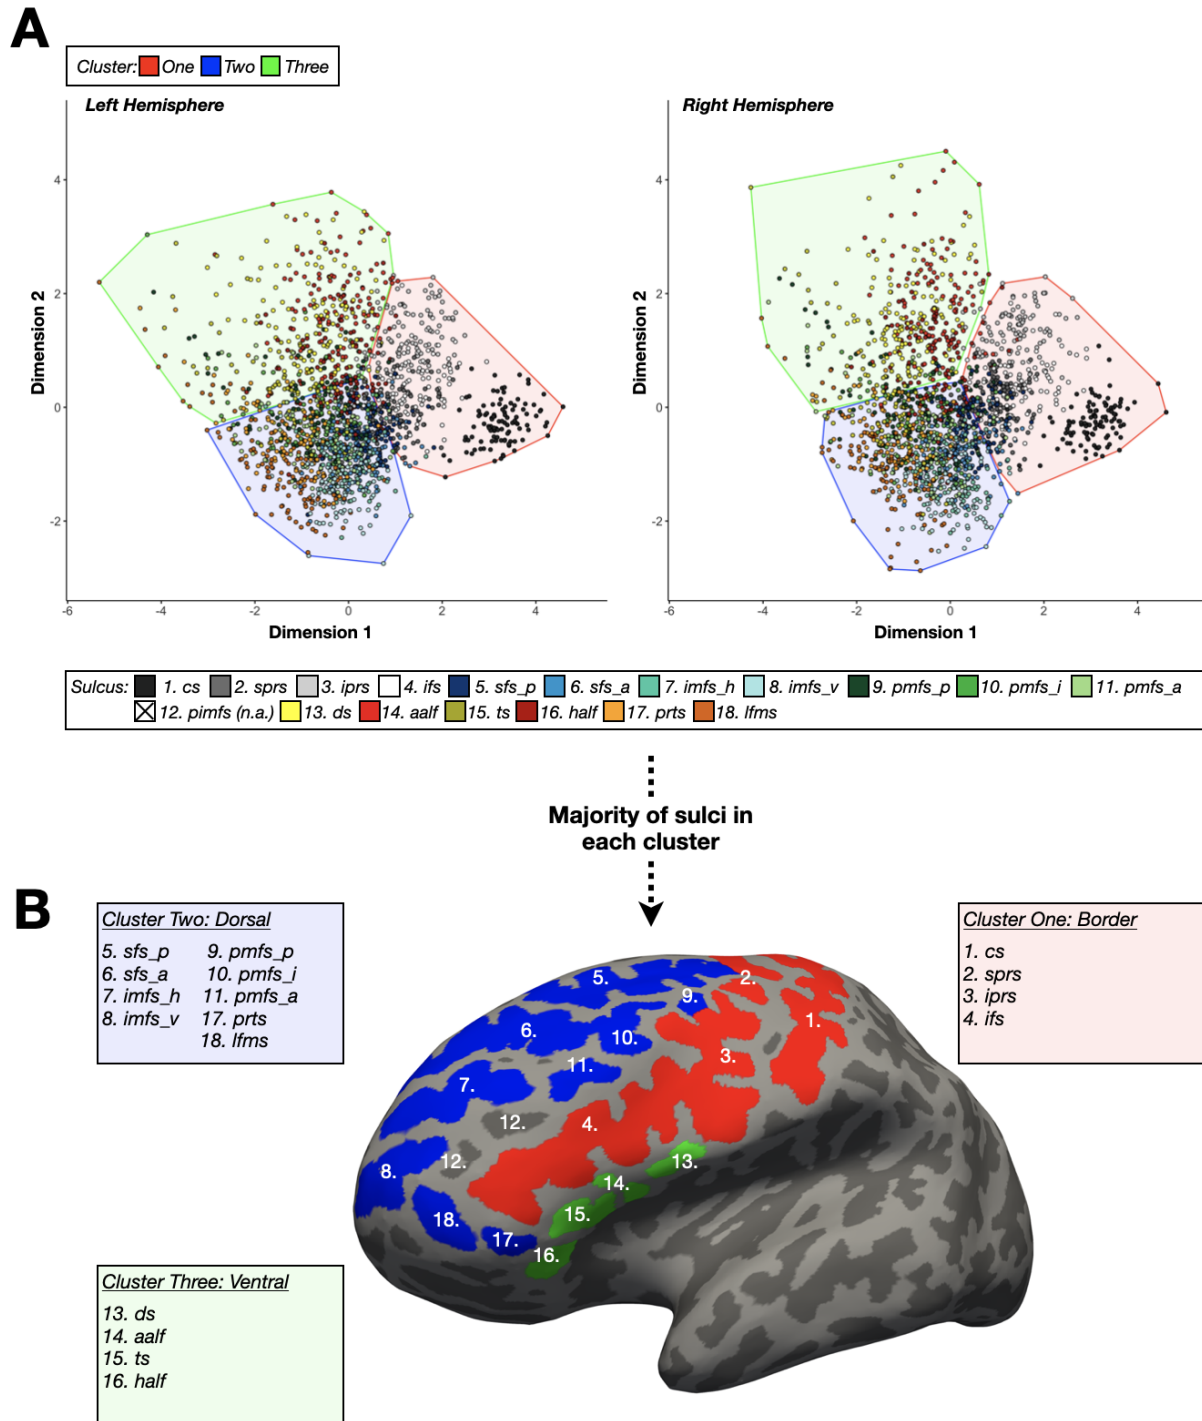 A
Cluster: One Two Three
Left Hemisphere
Right Hemisphere
4
2
0
-2
Dimension 2
-6 -4 -2 0 2 4
Dimension 1
4
2
0
-2
Dimension 2
-6 -4 -2 0 2 4
Dimension 1
Sulcus: 1. cs 2. sprs 3. iprs 4. ifs 5. sfs_p 6. sfs_a 7. imfs_h 8. imfs_v 9. pmfs_p 10. pmfs_i 11. pmfs_a
12. pimfs (n.a.) 13. ds 14. aalf 15. ts 16. half 17. prts 18. lfms
Majority of sulci in
each cluster
B
Cluster Two: Dorsal
5. sfs_p 9. pmfs_p
6. sfs_a 10. pmfs_i
7. imfs_h 11. pmfs_a
8. imfs_v 17. prts
18. lfms
Cluster One: Border
1. cs
2. sprs
3. iprs
4. ifs
5.
2.
9.
1.
6.
10.
3.
11.
7.
12.
4.
12.
13.
8.
14.
15.
18.
17.
16.
Cluster Three: Ventral
13. ds
14. aalf
15. ts
16. half